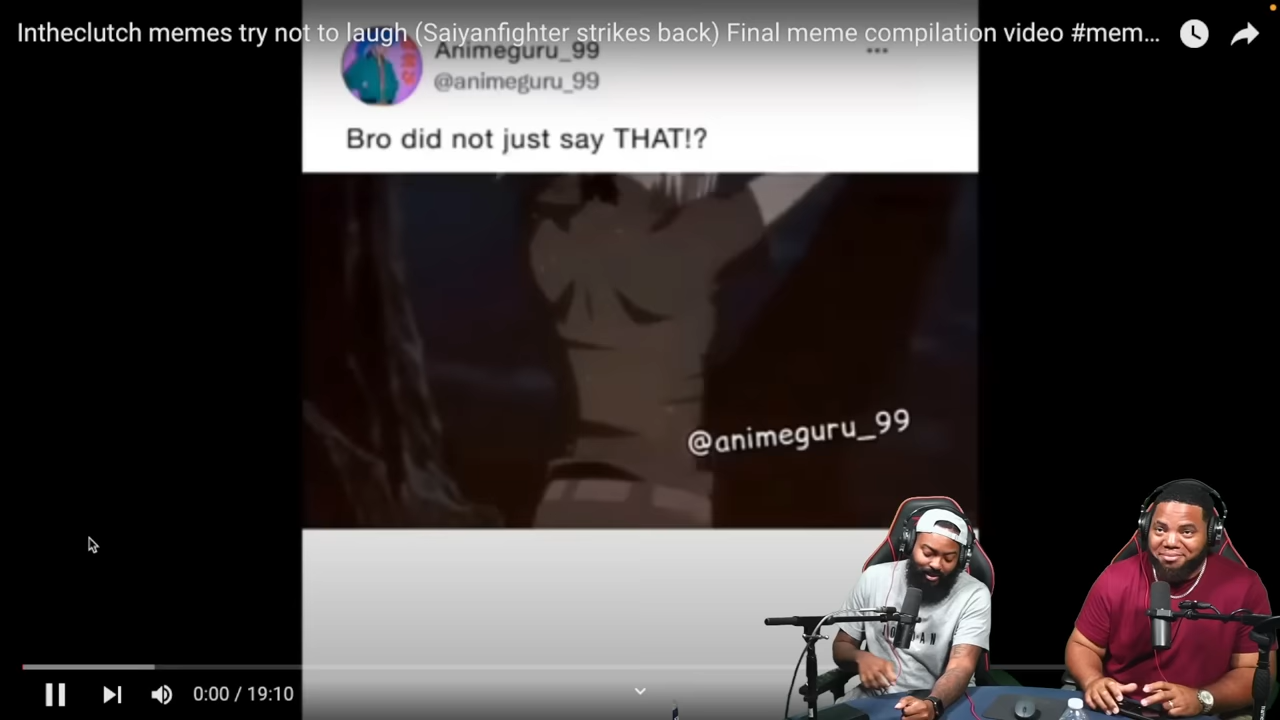 Intheclutch memes try not to laugh (Saiyanfighter strikes back) Final meme compilation video #mem...
Animeguru_99
@animeguru_99
Bro did not just say THAT!?
@animeguru_99
JORDAN
0:00 / 19:10